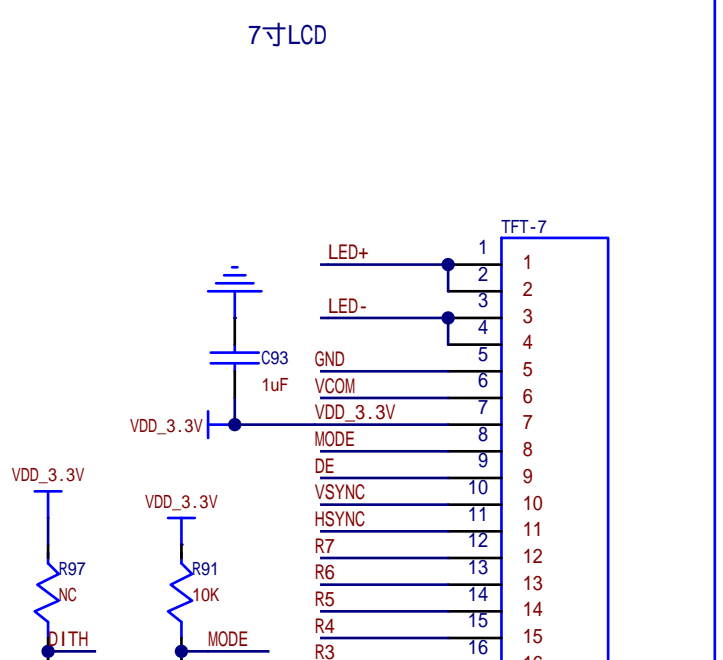 7寸LCD
TFT-7
LED+ 1 1
2 2
LED- 3 3
4 4
GND 5 5
VCOM 6 6
VDD_3.3V VDD_3.3V 7 7
MODE 8 8
DE 9 9
VSYNC 10 10
HSYNC 11 11
R7 12 12
R6 13 13
R5 14 14
R4 15 15
R3 16 16
C93
1uF
VDD_3.3V
R97
NC
DITH
VDD_3.3V
R91
10K
MODE